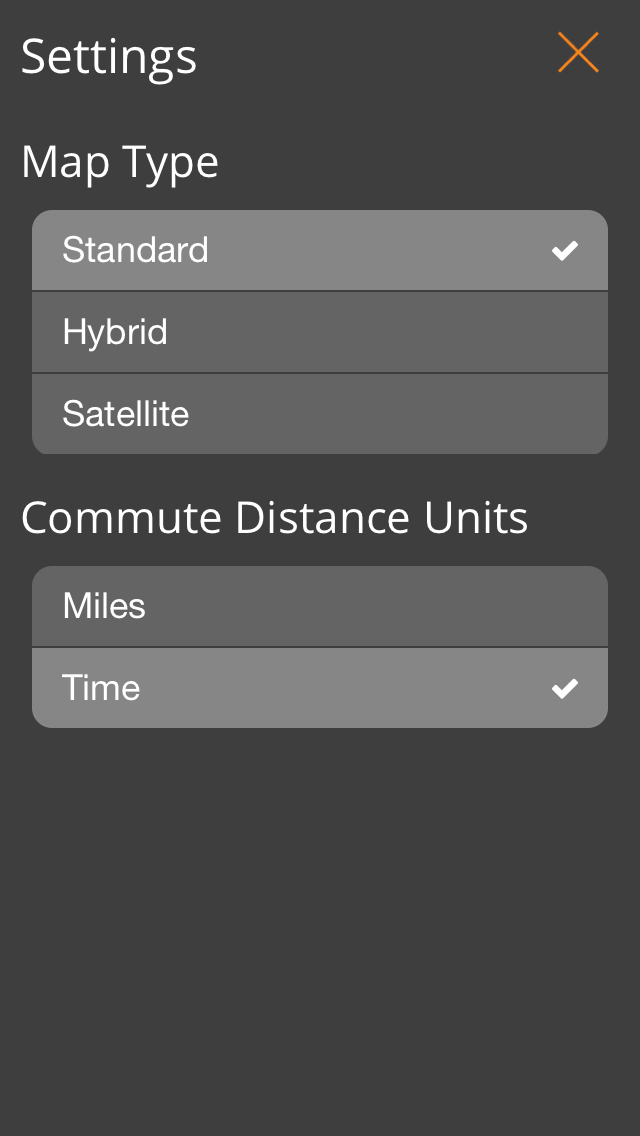 Settings
Map Type
Standard
Hybrid
Satellite
Commute Distance Units
Miles
Time